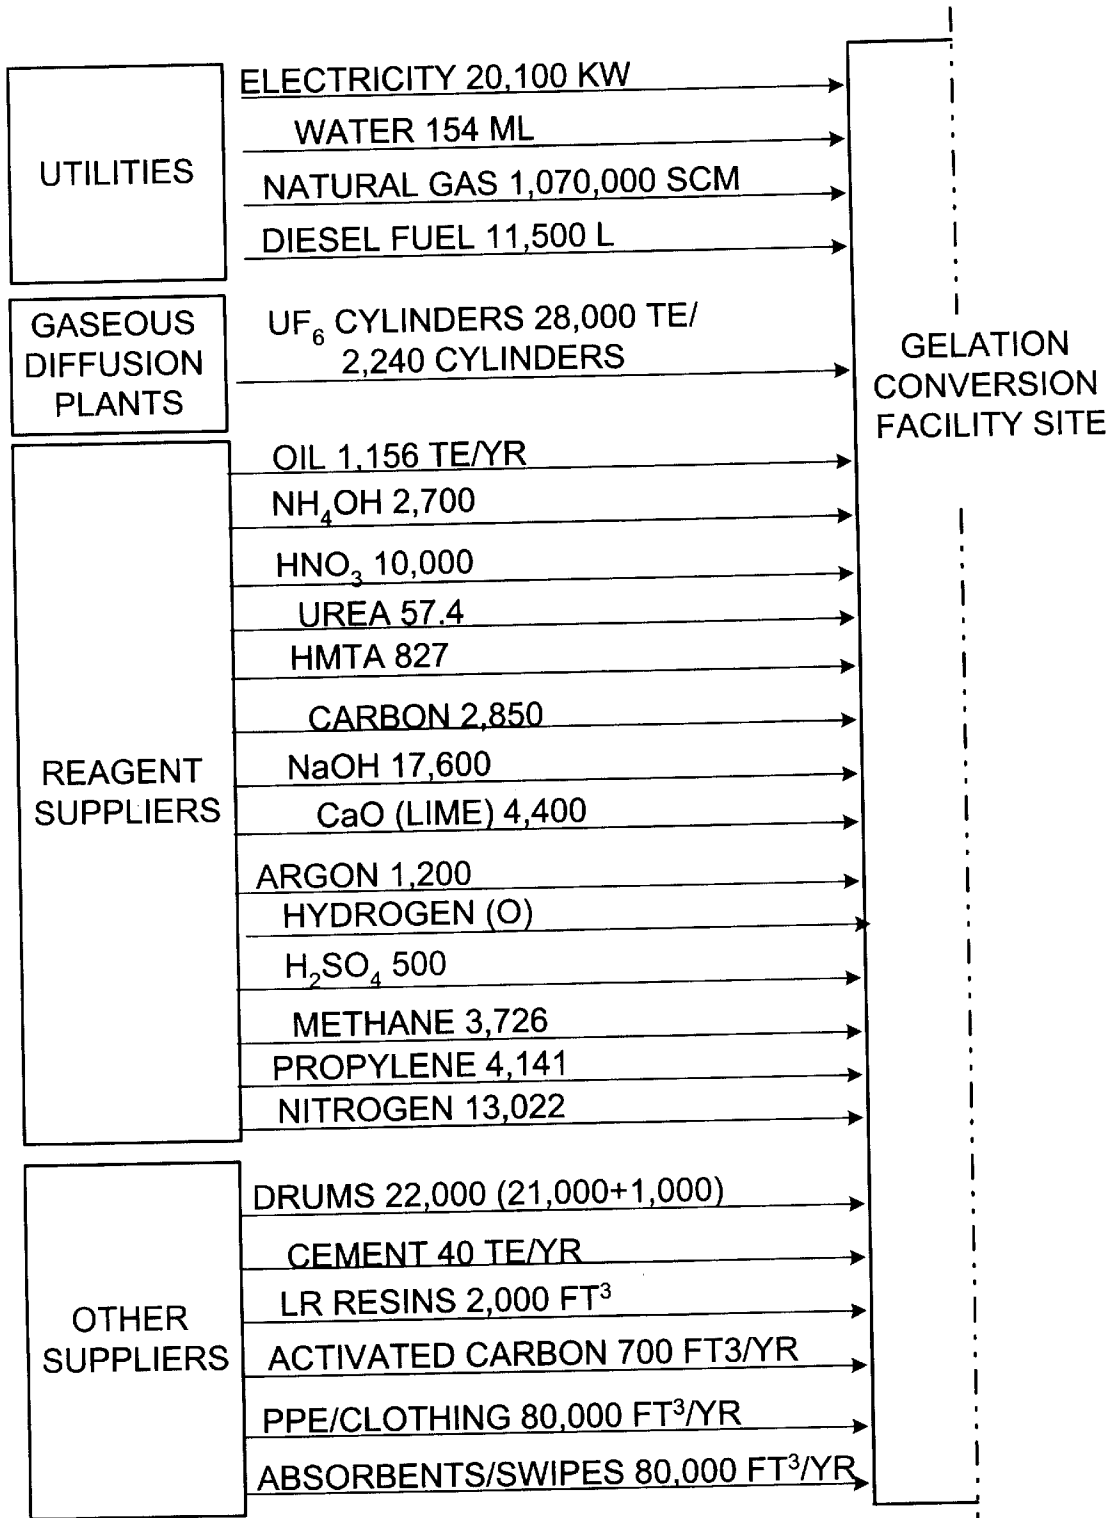 UTILITIES
ELECTRICITY 20,100 KW
WATER 154 ML
NATURAL GAS 1,070,000 SCM
DIESEL FUEL 11,500 L
GASEOUS
DIFFUSION
PLANTS
UF₆ CYLINDERS 28,000 TE/
2,240 CYLINDERS
GELATION
CONVERSION
FACILITY SITE
REAGENT
SUPPLIERS
OIL 1,156 TE/YR
NH₄OH 2,700
HNO₃ 10,000
UREA 57.4
HMTA 827
CARBON 2,850
NaOH 17,600
CaO (LIME) 4,400
ARGON 1,200
HYDROGEN (O)
H₂SO₄ 500
METHANE 3,726
PROPYLENE 4,141
NITROGEN 13,022
OTHER
SUPPLIERS
DRUMS 22,000 (21,000+1,000)
CEMENT 40 TE/YR
LR RESINS 2,000 FT³
ACTIVATED CARBON 700 FT3/YR
PPE/CLOTHING 80,000 FT³/YR
ABSORBENTS/SWIPES 80,000 FT³/YR